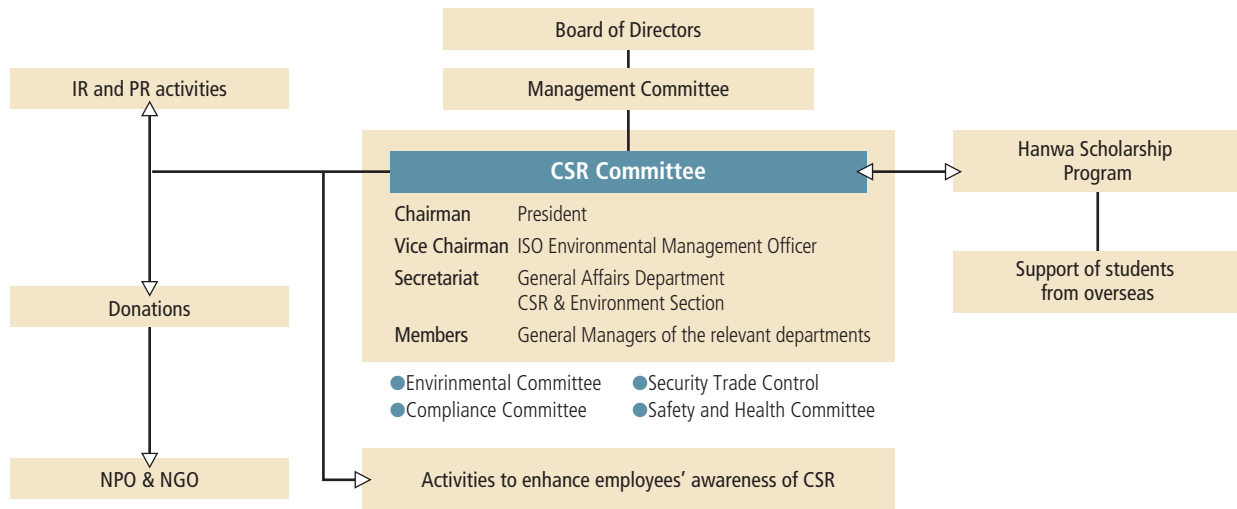 Board of Directors
Management Committee
IR and PR activities
Donations
NPO & NGO
CSR Committee
Chairman President
Vice Chairman ISO Environmental Management Officer
Secretariat General Affairs Department
CSR & Environment Section
Members General Managers of the relevant departments
●Envirinmental Committee ●Security Trade Control
●Compliance Committee ●Safety and Health Committee
Activities to enhance employees’ awareness of CSR
Hanwa Scholarship
Program
Support of students
from overseas